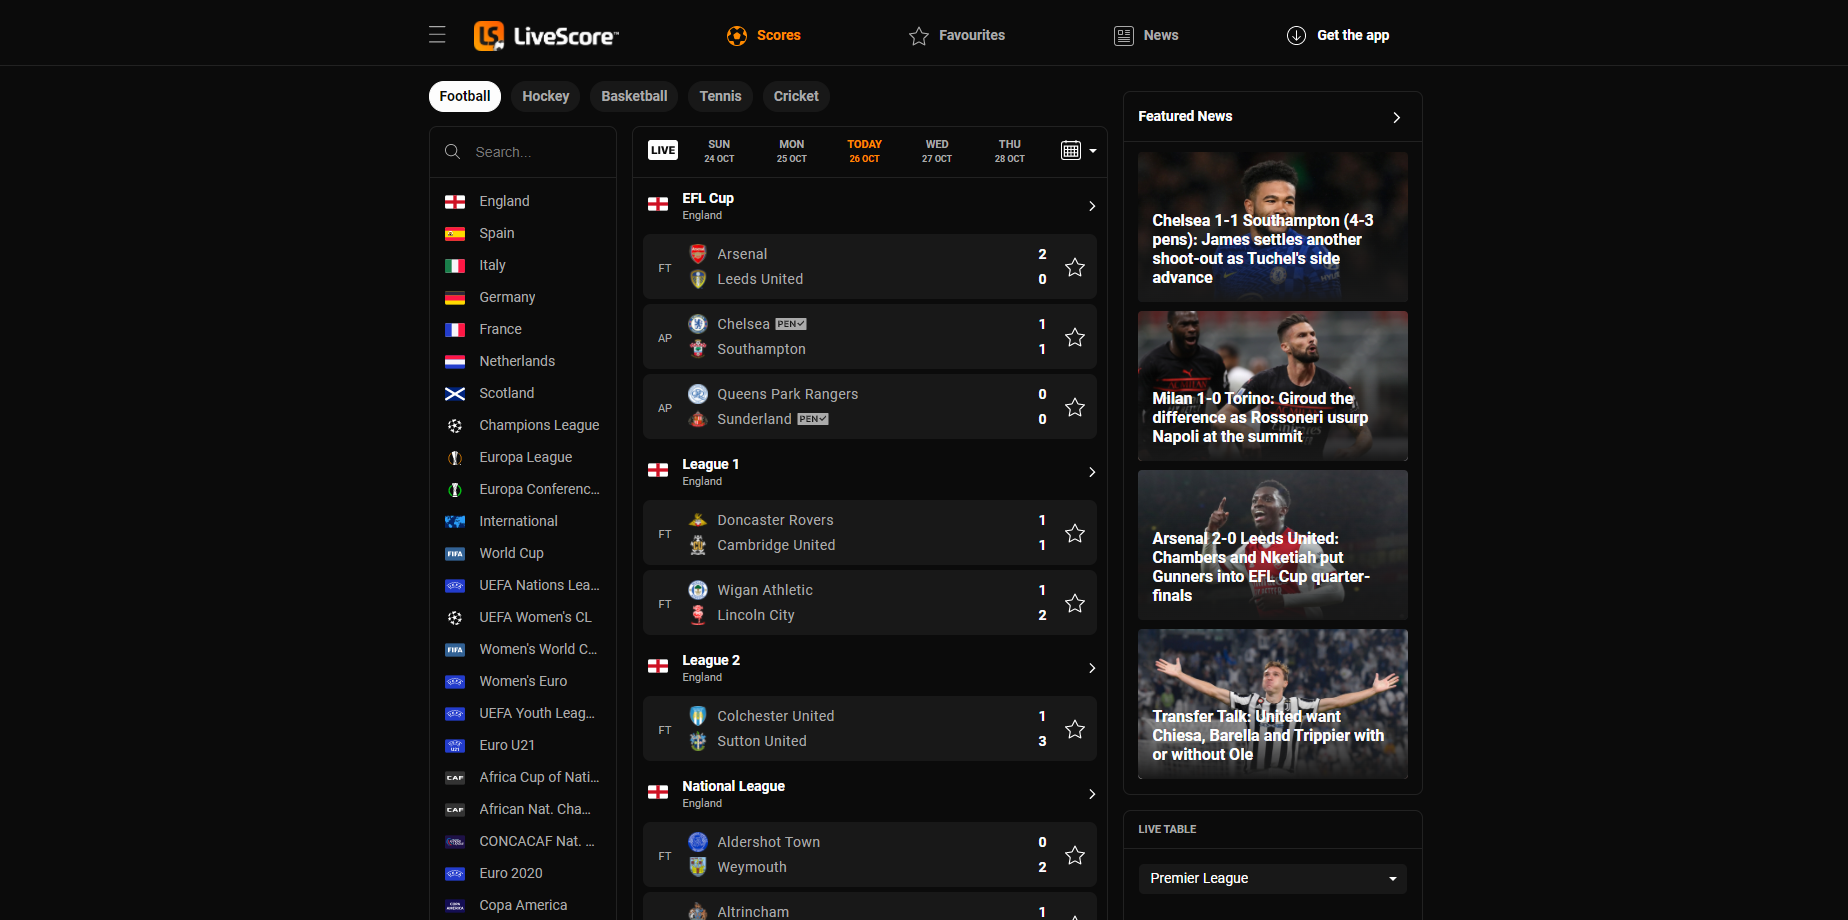 LiveScore™
Scores
Favourites
News
Get the app
Football
Hockey
Basketball
Tennis
Cricket
Search...
England
Spain
Italy
Germany
France
Netherlands
Scotland
Champions League
Europa League
Europa Conferenc...
International
FIFA World Cup
UEFA Nations Lea...
UEFA Women's CL
FIFA Women's World C...
Women's Euro
UEFA Youth Leag...
Euro U21
CAF Africa Cup of Nati...
CAF African Nat. Cha...
CONCACAF Nat. ...
Euro 2020
Copa America
LIVE
SUN
24 OCT
MON
25 OCT
TODAY
26 OCT
WED
27 OCT
THU
28 OCT
EFL Cup
England
FT
Arsenal 2
Leeds United 0
AP
Chelsea PEN✓ 1
Southampton 1
AP
Queens Park Rangers 0
Sunderland PEN✓ 0
League 1
England
FT
Doncaster Rovers 1
Cambridge United 1
FT
Wigan Athletic 1
Lincoln City 2
League 2
England
FT
Colchester United 1
Sutton United 3
National League
England
FT
Aldershot Town 0
Weymouth 2
Altrincham 1
Featured News
Chelsea 1-1 Southampton (4-3
pens): James settles another
shoot-out as Tuchel's side
advance
Milan 1-0 Torino: Giroud the
difference as Rossoneri usurp
Napoli at the summit
Arsenal 2-0 Leeds United:
Chambers and Nketiah put
Gunners into EFL Cup quarter-
finals
Transfer Talk: United want
Chiesa, Barella and Trippier with
or without Ole
LIVE TABLE
Premier League